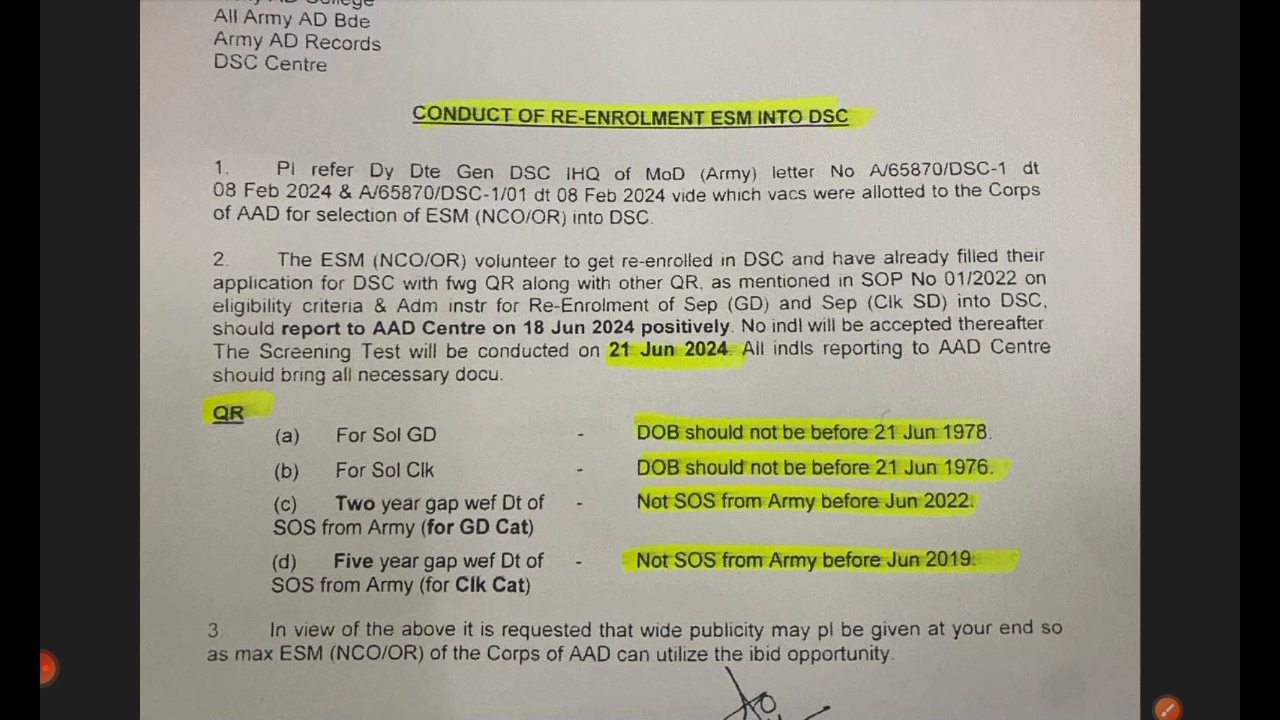 Army AD College
All Army AD Bde
Army AD Records
DSC Centre
CONDUCT OF RE-ENROLMENT ESM INTO DSC
1. Pl refer Dy Dte Gen DSC IHQ of MoD (Army) letter No A/65870/DSC-1 dt
08 Feb 2024 & A/65870/DSC-1/01 dt 08 Feb 2024 vide which vacs were allotted to the Corps
of AAD for selection of ESM (NCO/OR) into DSC.
2. The ESM (NCO/OR) volunteer to get re-enrolled in DSC and have already filled their
application for DSC with fwg QR along with other QR, as mentioned in SOP No 01/2022 on
eligibility criteria & Adm instr for Re-Enrolment of Sep (GD) and Sep (Clk SD) into DSC,
should report to AAD Centre on 18 Jun 2024 positively. No indl will be accepted thereafter
The Screening Test will be conducted on 21 Jun 2024. All indls reporting to AAD Centre
should bring all necessary docu.
QR
(a) For Sol GD - DOB should not be before 21 Jun 1978.
(b) For Sol Clk - DOB should not be before 21 Jun 1976.
(c) Two year gap wef Dt of - Not SOS from Army before Jun 2022.
SOS from Army (for GD Cat)
(d) Five year gap wef Dt of - Not SOS from Army before Jun 2019.
SOS from Army (for Clk Cat)
3. In view of the above it is requested that wide publicity may pl be given at your end so
as max ESM (NCO/OR) of the Corps of AAD can utilize the ibid opportunity.